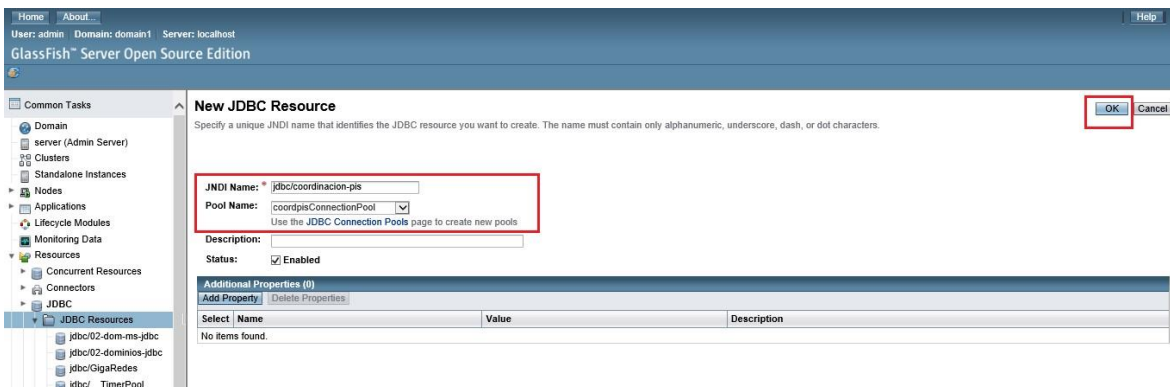 Home About... Help
User: admin Domain: domain1 Server: localhost
GlassFish™ Server Open Source Edition
Common Tasks
Domain
server (Admin Server)
Clusters
Standalone Instances
Nodes
Applications
Lifecycle Modules
Monitoring Data
Resources
Concurrent Resources
Connectors
JDBC
JDBC Resources
jdbc/02-dom-ms-jdbc
jdbc/02-dominios-jdbc
jdbc/GigaRedes
jdbc/__TimerPool
New JDBC Resource
OK Cancel
Specify a unique JNDI name that identifies the JDBC resource you want to create. The name must contain only alphanumeric, underscore, dash, or dot characters.
JNDI Name: * jdbc/coordinacion-pis
Pool Name: coordpisConnectionPool
Use the JDBC Connection Pools page to create new pools
Description:
Status: Enabled
Additional Properties (0)
Add Property Delete Properties
Select Name Value Description
No items found.